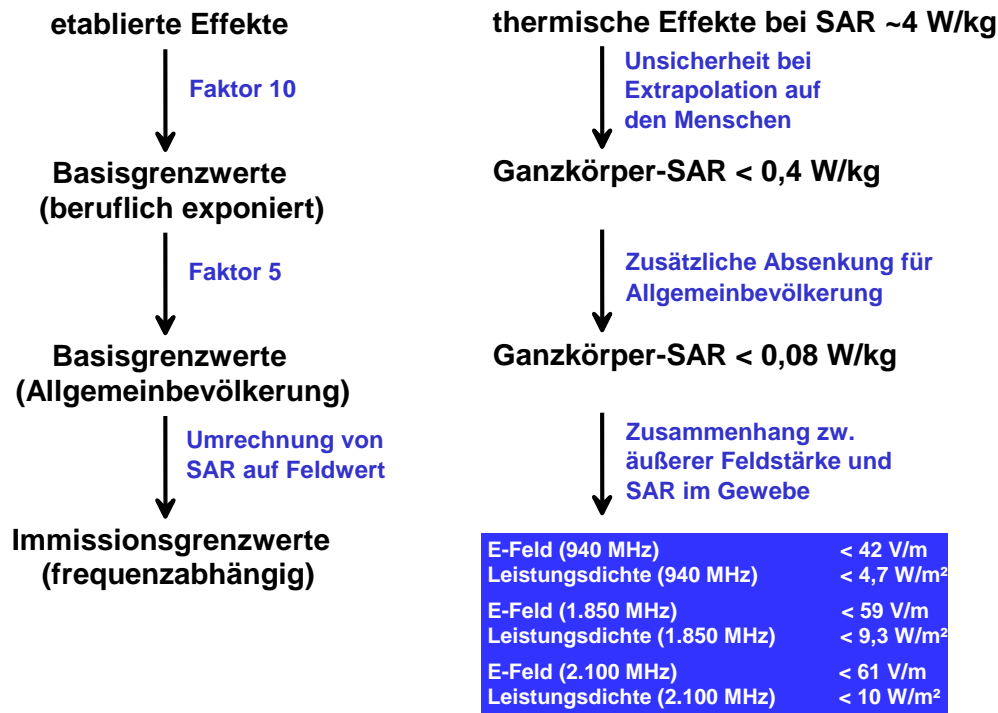 etablierte Effekte
Faktor 10
Basisgrenzwerte
(beruflich exponiert)
Faktor 5
Basisgrenzwerte
(Allgemeinbevölkerung)
Umrechnung von
SAR auf Feldwert
Immissionsgrenzwerte
(frequenzabhängig)
thermische Effekte bei SAR ~4 W/kg
Unsicherheit bei
Extrapolation auf
den Menschen
Ganzkörper-SAR < 0,4 W/kg
Zusätzliche Absenkung für
Allgemeinbevölkerung
Ganzkörper-SAR < 0,08 W/kg
Zusammenhang zw.
äußerer Feldstärke und
SAR im Gewebe
E-Feld (940 MHz) < 42 V/m
Leistungsdichte (940 MHz) < 4,7 W/m²
E-Feld (1.850 MHz) < 59 V/m
Leistungsdichte (1.850 MHz) < 9,3 W/m²
E-Feld (2.100 MHz) < 61 V/m
Leistungsdichte (2.100 MHz) < 10 W/m²